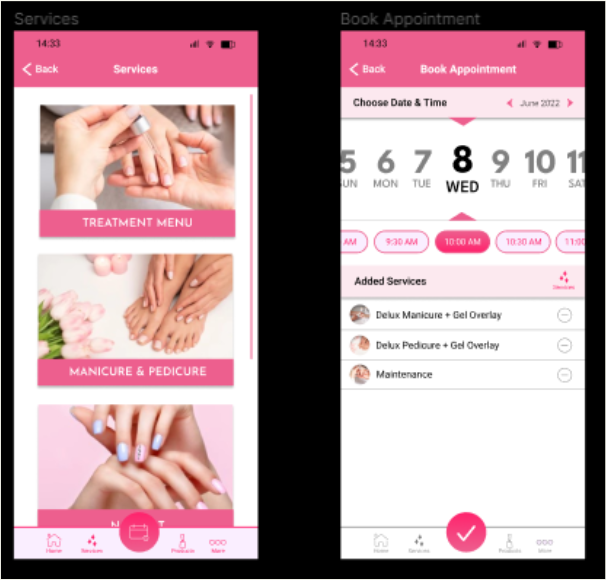 Services
14:33
Back
Services
TREATMENT MENU
MANICURE & PEDICURE
Home
Services
Products
More
Book Appointment
14:33
Back
Book Appointment
Choose Date & Time
June 2022
5 6 7 8 9 10 11
SUN MON TUE WED THU FRI SAT
AM 9:30 AM 10:00 AM 10:30 AM 11:00
Added Services
Services
Delux Manicure + Gel Overlay
Delux Pedicure + Gel Overlay
Maintenance
Home
Services
Products
More